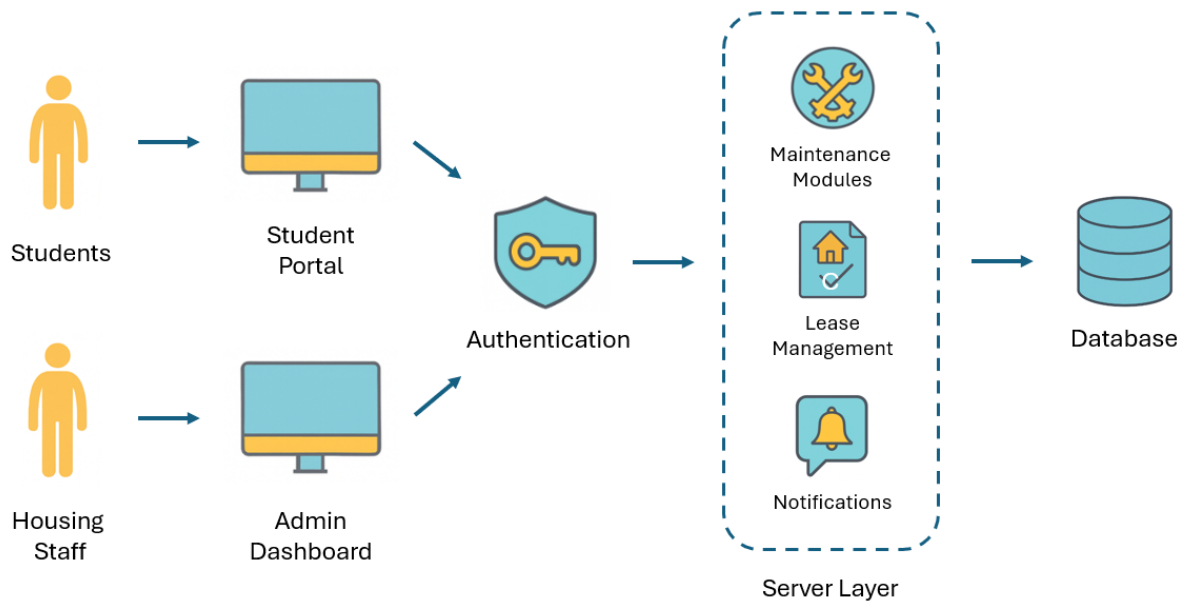 Students
Student
Portal
Housing
Staff
Admin
Dashboard
Authentication
Maintenance
Modules
C
Lease
Management
Notifications
Server Layer
Database